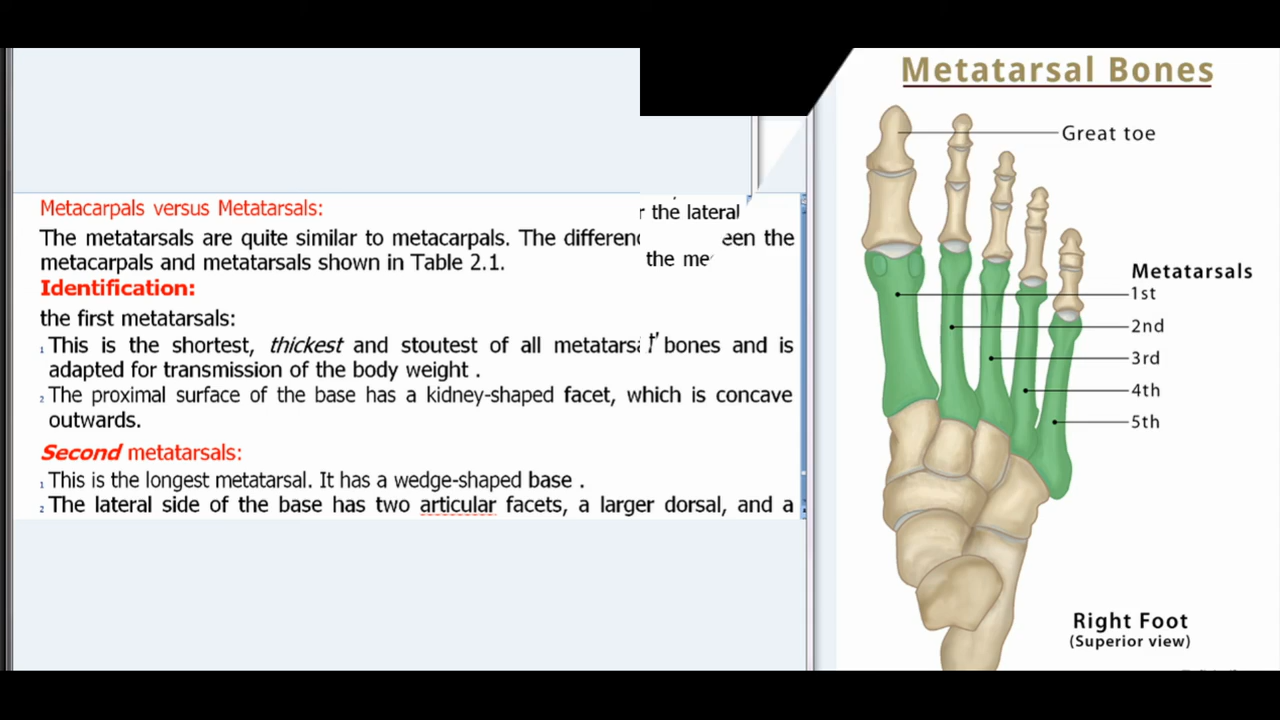 Metatarsal Bones
Great toe
Metatarsals
1st
2nd
3rd
4th
5th
Right Foot
(Superior view)
Metacarpals versus Metatarsals:
the lateral
The metatarsals are quite similar to metacarpals. The the
the
metacarpals and metatarsals shown in Table 2.1.
Identification:
the first metatarsals:
1 This is the shortest, thickest and stoutest of all bones and is
adapted for transmission of the body weight .
2 The proximal surface of the base has a kidney-shaped facet, which is concave
outwards.
Second metatarsals:
1 This is the longest metatarsal. It has a wedge-shaped base .
2 The lateral side of the base has two articular facets, a larger dorsal, and a